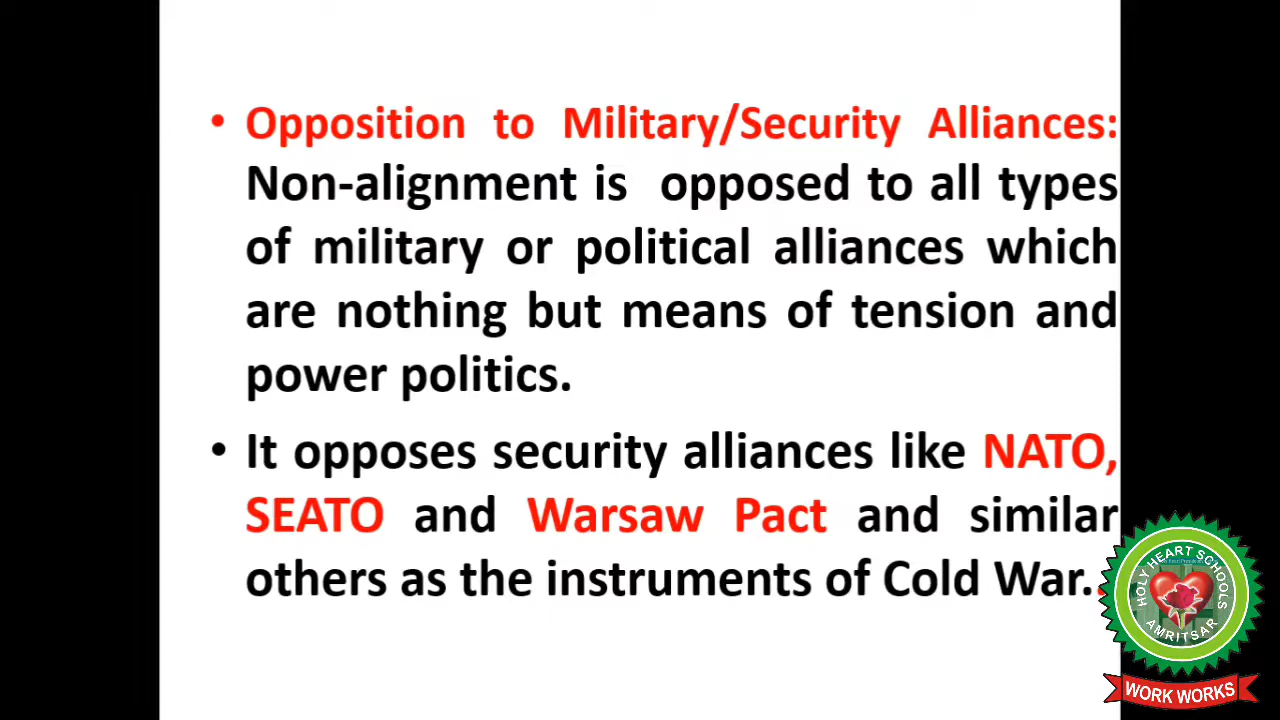 • Opposition to Military/Security Alliances:
Non-alignment is opposed to all types
of military or political alliances which
are nothing but means of tension and
power politics.
• It opposes security alliances like NATO,
SEATO and Warsaw Pact and similar
others as the instruments of Cold War.
HOLY HEART SCHOOLS
AMRITSAR
WORK WORKS